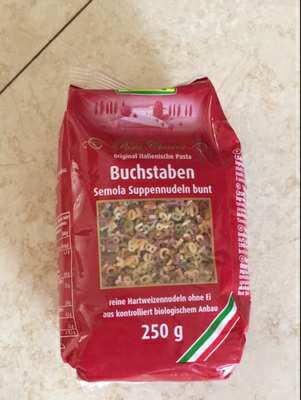 Original Italienische Pasta
Buchstaben
Semola Suppennudeln bunt
reine Hartweizennudeln ohne Ei
aus kontrolliert biologischem Anbau
250 g